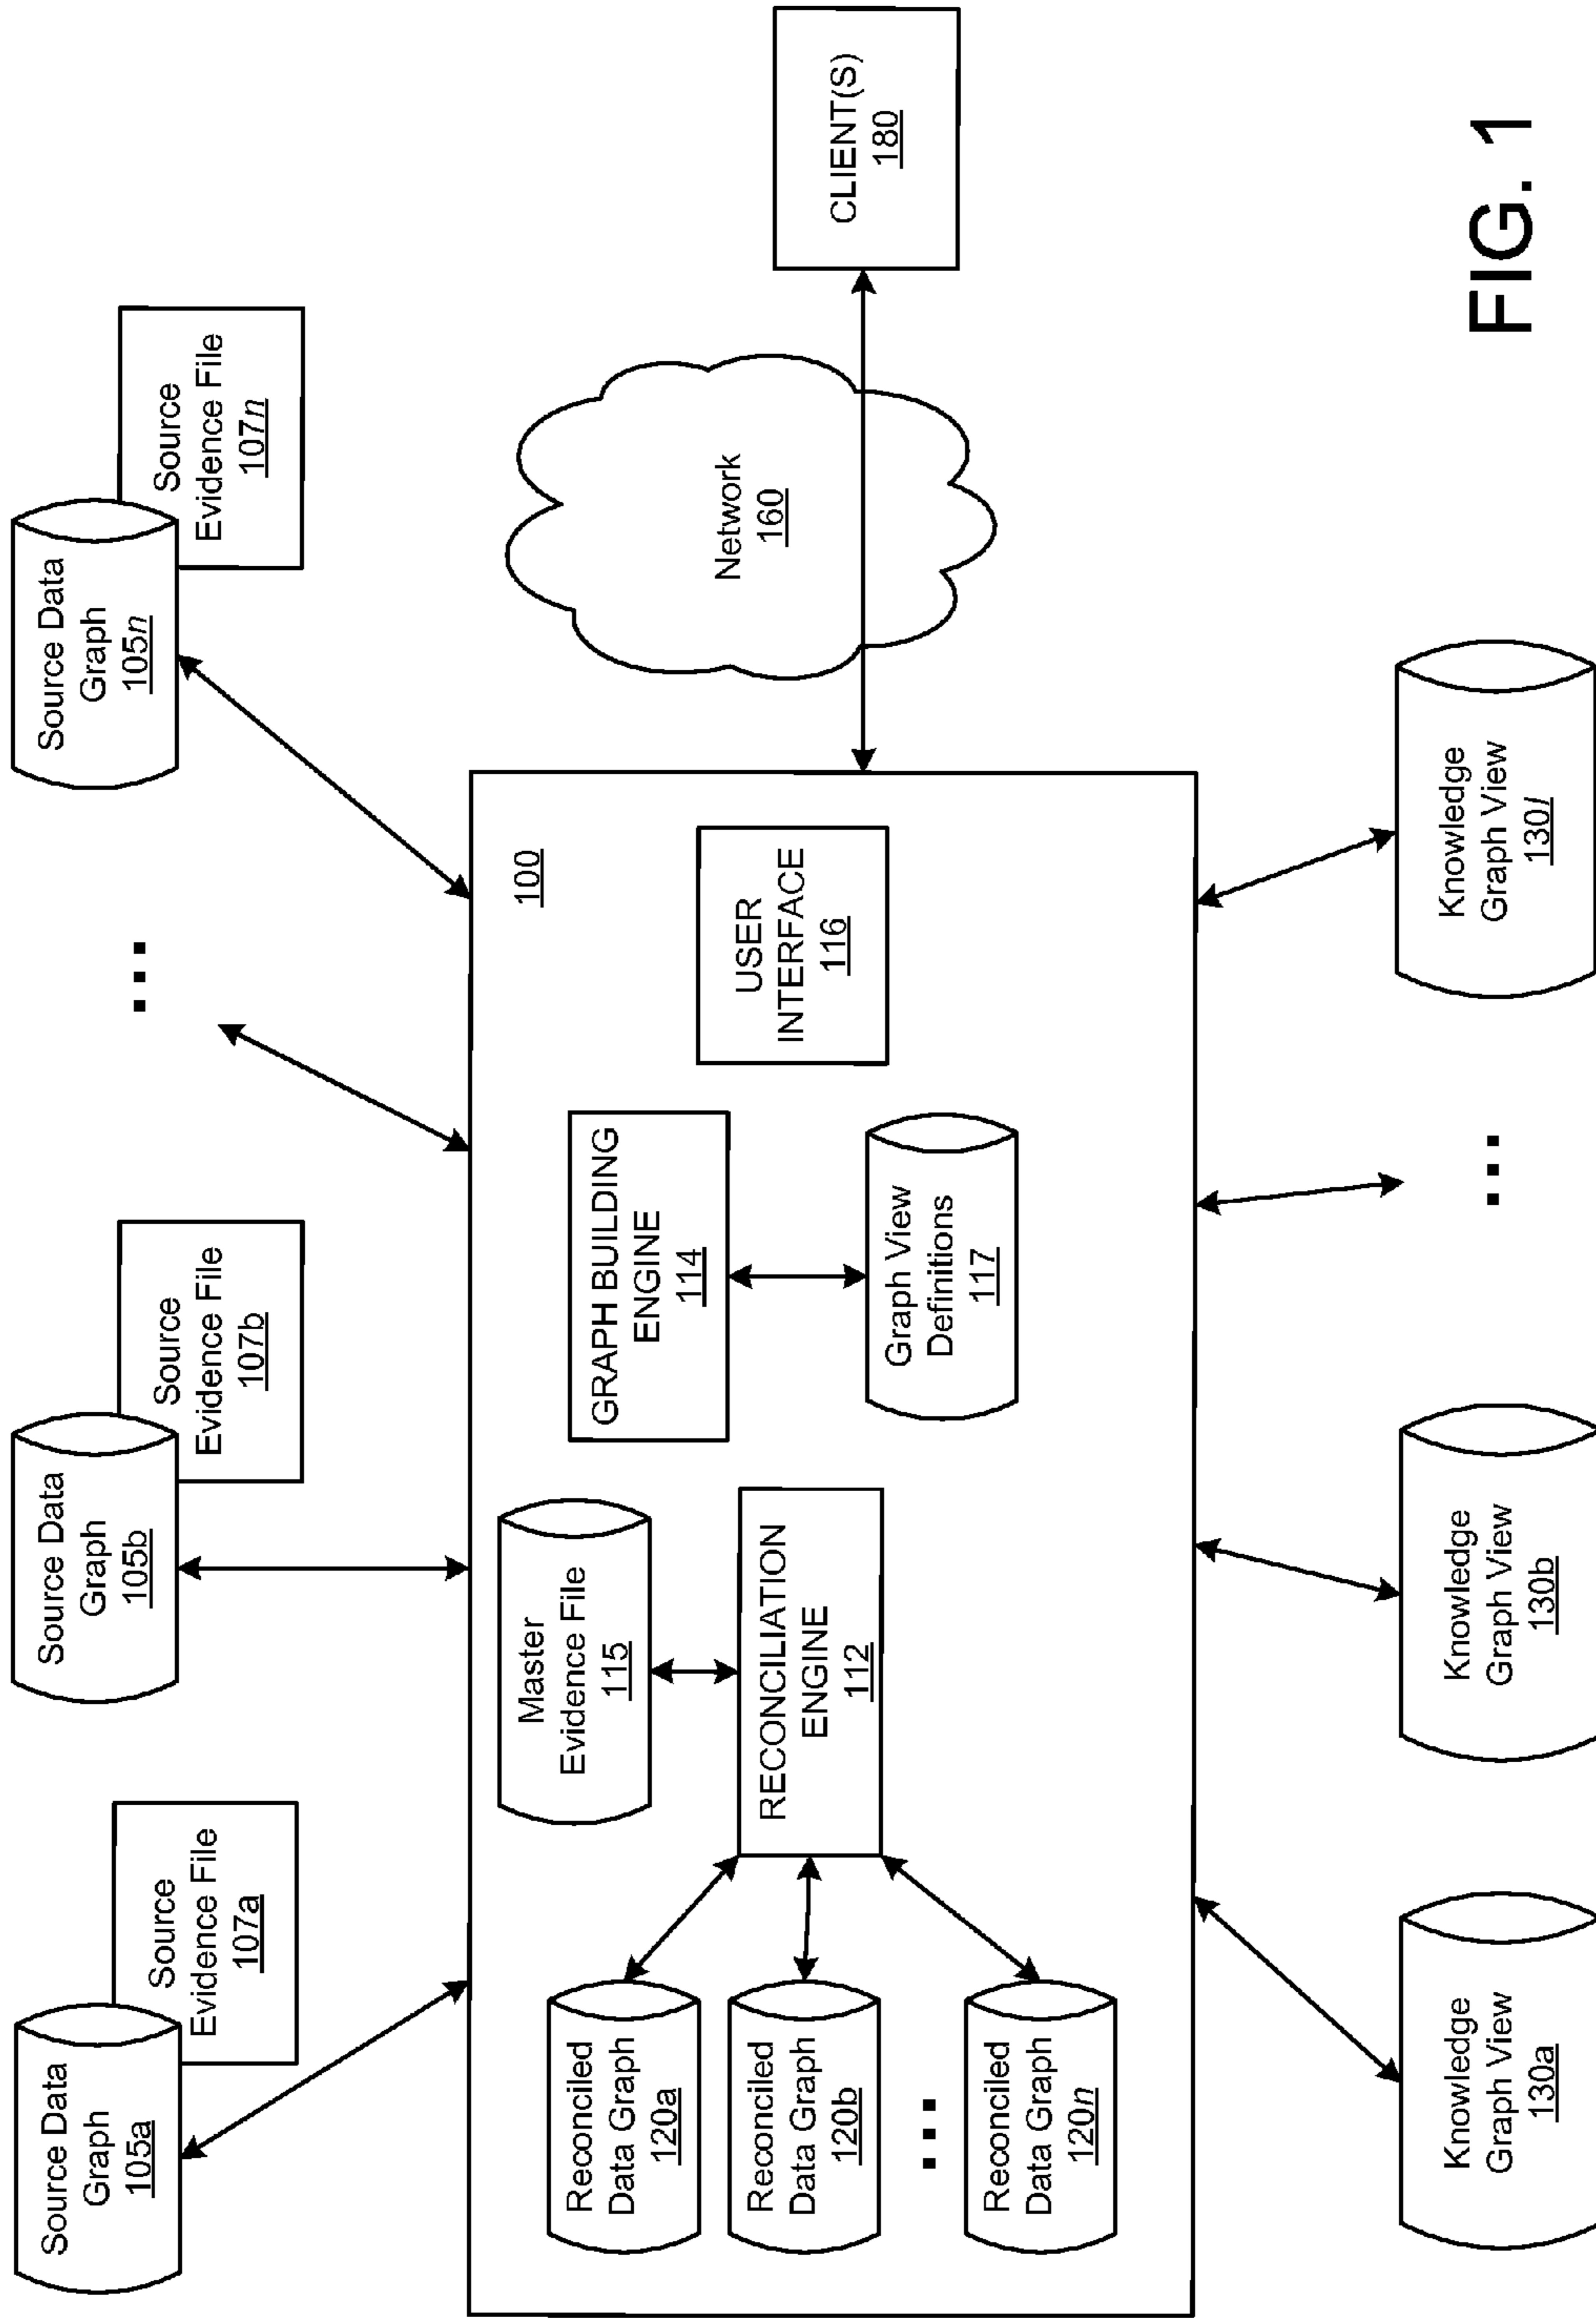 Source Data
Graph
105a
Source
Evidence File
107a
Source Data
Graph
105b
Source
Evidence File
107b
...
Source Data
Graph
105n
Source
Evidence File
107n
100
Master
Evidence File
115
RECONCILIATION
ENGINE
112
Reconciled
Data Graph
120a
Reconciled
Data Graph
120b
...
Reconciled
Data Graph
120n
GRAPH BUILDING
ENGINE
114
Graph View
Definitions
117
USER
INTERFACE
116
Network
160
CLIENT(S)
180
Knowledge
Graph View
130a
Knowledge
Graph View
130b
...
Knowledge
Graph View
130l
FIG. 1